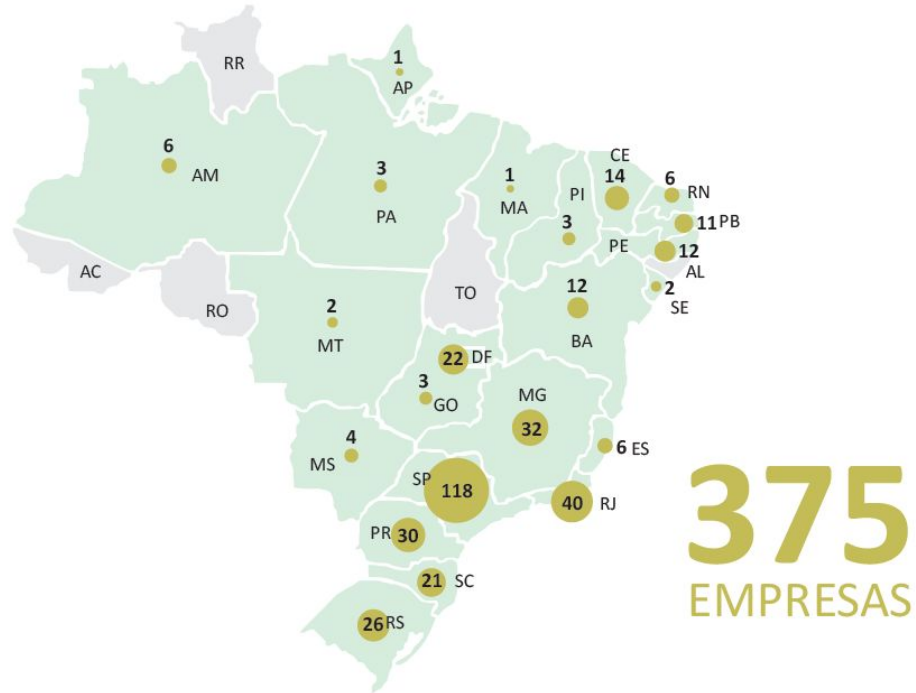 RR
1
AP
6
AM
3
PA
1
MA
PI
3
CE
14
6
RN
11 PB
PE
12
AL
2
SE
AC
RO
TO
2
MT
12
BA
22 DF
3
GO
MG
32
6 ES
4
MS
SP
118
40 RJ
PR 30
21 SC
26 RS
375
EMPRESAS